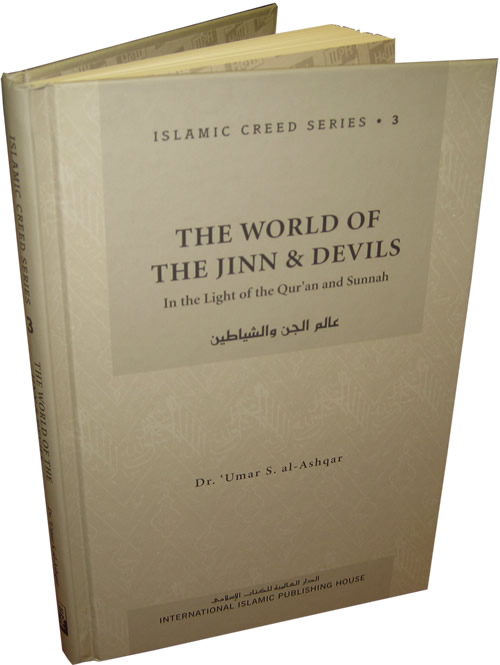 ISLAMIC CREED SERIES • 3
THE WORLD OF
THE JINN & DEVILS
In the Light of the Qur'an and Sunnah
عالم الجن والشياطين
Dr. 'Umar S. al-Ashqar
الدار العالمية للكتاب الإسلامي
INTERNATIONAL ISLAMIC PUBLISHING HOUSE
ISLAMIC CREED SERIES 3
THE WORLD OF THE